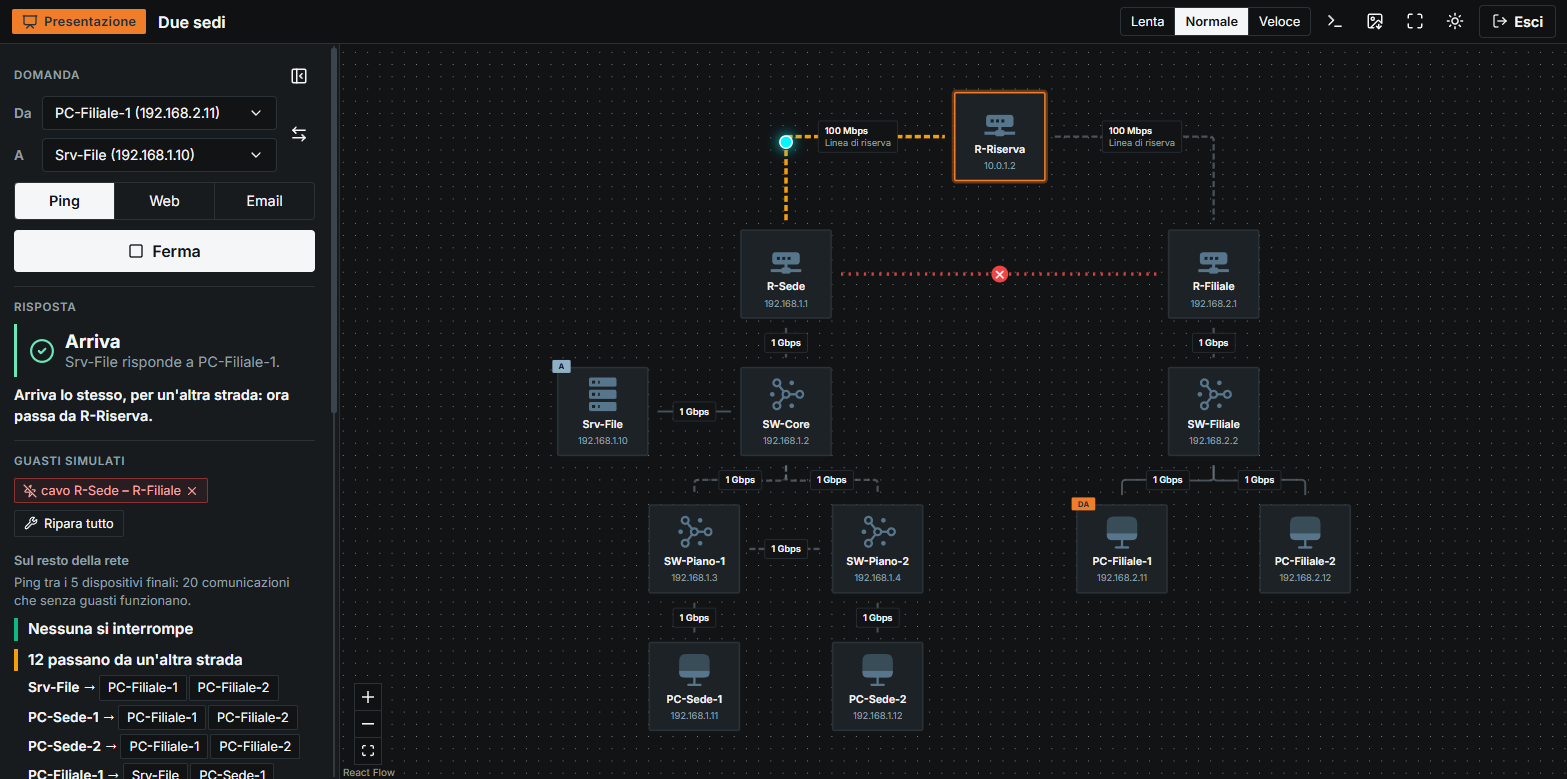 Presentazione
Due sedi
Lenta
Normale
Veloce
Esci
DOMANDA
Da
PC-Filiale-1 (192.168.2.11)
A
Srv-File (192.168.1.10)
Ping
Web
Email
Ferma
RISPOSTA
Arriva
Srv-File risponde a PC-Filiale-1.
Arriva lo stesso, per un'altra strada: ora
passa da R-Riserva.
GUASTI SIMULATI
cavo R-Sede – R-Filiale
Ripara tutto
Sul resto della rete
Ping tra i 5 dispositivi finali: 20 comunicazioni
che senza guasti funzionano.
Nessuna si interrompe
12 passano da un'altra strada
Srv-File → PC-Filiale-1 PC-Filiale-2
PC-Sede-1 → PC-Filiale-1 PC-Filiale-2
PC-Sede-2 → PC-Filiale-1 PC-Filiale-2
PC-Filiale-1 → Srv-File PC-Sede-1
100 Mbps
Linea di riserva
R-Riserva
10.0.1.2
100 Mbps
Linea di riserva
R-Sede
192.168.1.1
R-Filiale
192.168.2.1
1 Gbps
1 Gbps
A
Srv-File
192.168.1.10
1 Gbps
SW-Core
192.168.1.2
SW-Filiale
192.168.2.2
1 Gbps
1 Gbps
1 Gbps
1 Gbps
SW-Piano-1
192.168.1.3
1 Gbps
SW-Piano-2
192.168.1.4
DA
PC-Filiale-1
192.168.2.11
PC-Filiale-2
192.168.2.12
1 Gbps
1 Gbps
PC-Sede-1
192.168.1.11
PC-Sede-2
192.168.1.12
React Flow